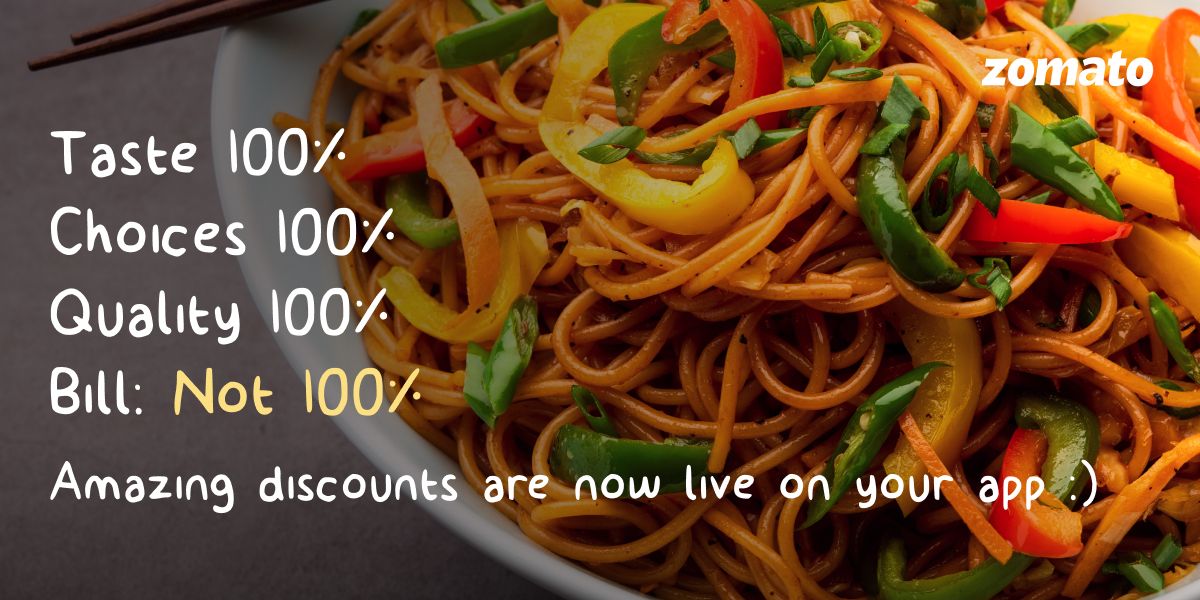 zomato
Taste 100%
Choices 100%
Quality 100%
Bill: Not 100%
Amazing discounts are now live on your app :)